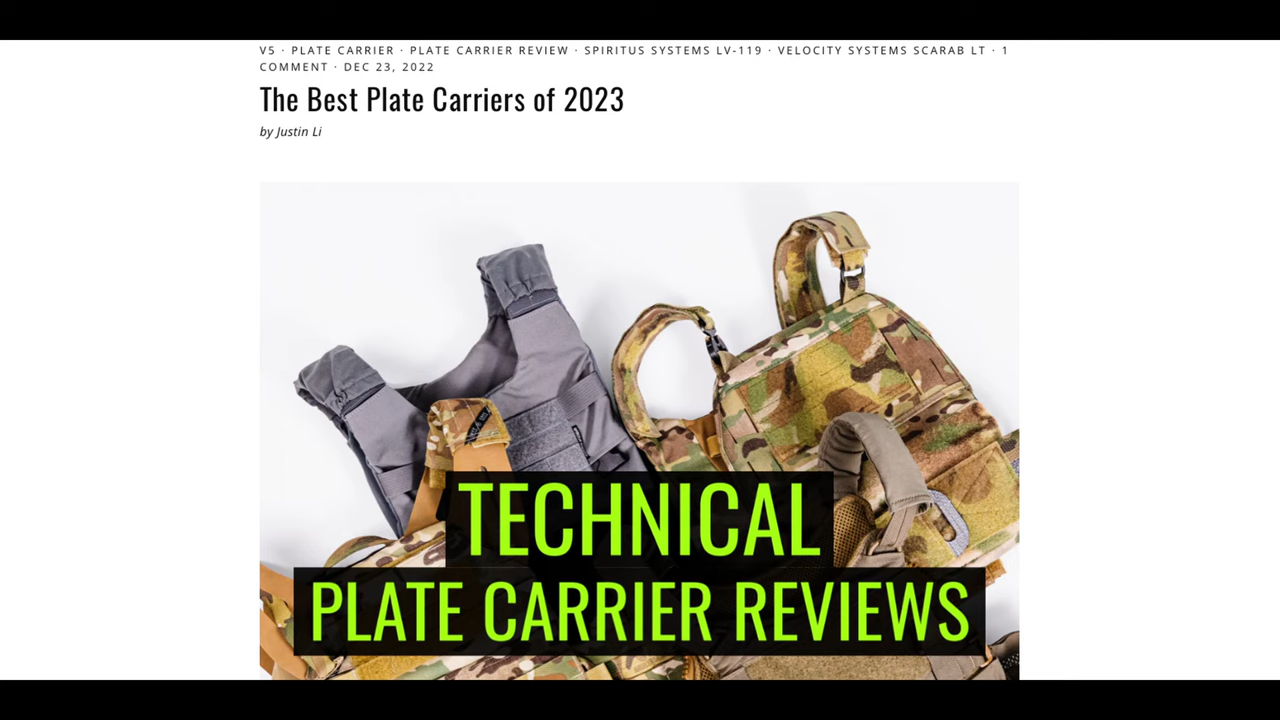 V5 · PLATE CARRIER · PLATE CARRIER REVIEW · SPIRITUS SYSTEMS LV-119 · VELOCITY SYSTEMS SCARAB LT · 1
COMMENT · DEC 23, 2022
The Best Plate Carriers of 2023
by Justin Li
TECHNICAL
PLATE CARRIER REVIEWS